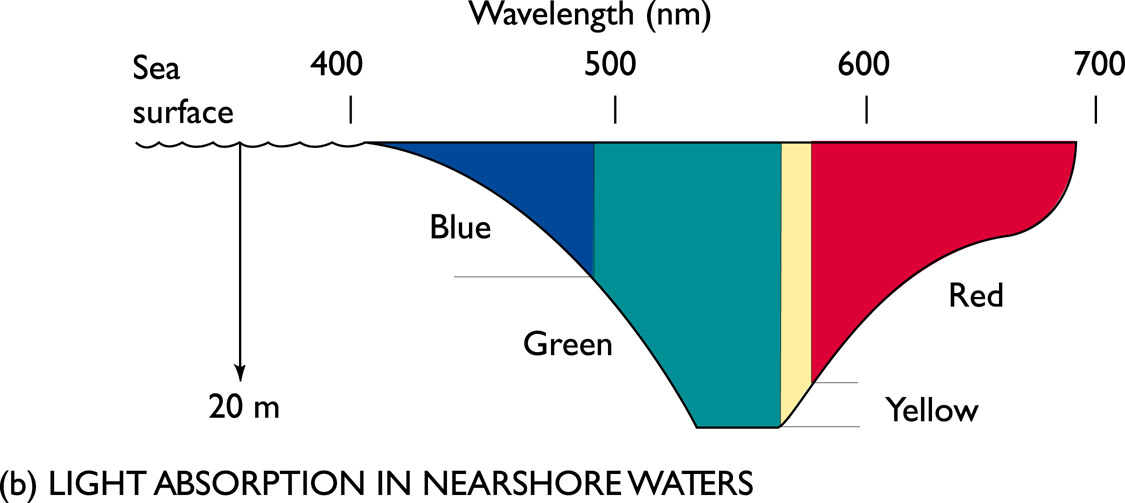 Wavelength (nm)
Sea
surface
400 500 600 700
Blue
Red
Green
20 m
Yellow
(b) LIGHT ABSORPTION IN NEARSHORE WATERS